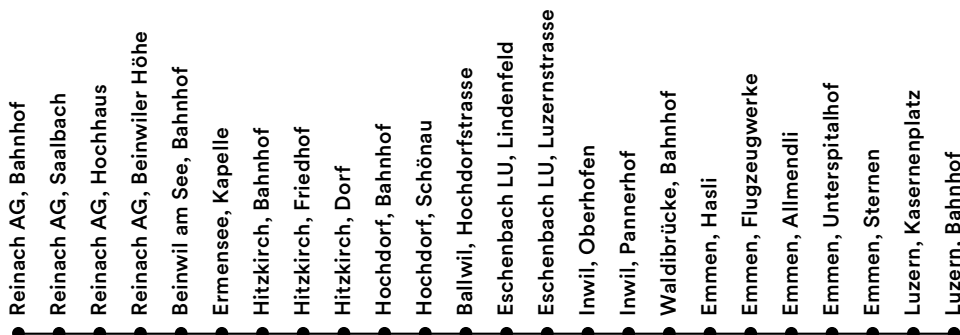 Reinach AG, Bahnhof
Reinach AG, Saalbach
Reinach AG, Hochhaus
Reinach AG, Beinwiler Höhe
Beinwil am See, Bahnhof
Ermensee, Kapelle
Hitzkirch, Bahnhof
Hitzkirch, Friedhof
Hitzkirch, Dorf
Hochdorf, Bahnhof
Hochdorf, Schönau
Ballwil, Hochdorfstrasse
Eschenbach LU, Lindenfeld
Eschenbach LU, Luzernstrasse
Inwil, Oberhofen
Inwil, Pannerhof
Waldibrücke, Bahnhof
Emmen, Hasli
Emmen, Flugzeugwerke
Emmen, Allmendli
Emmen, Unterspitalhof
Emmen, Sternen
Luzern, Kasernenplatz
Luzern, Bahnhof